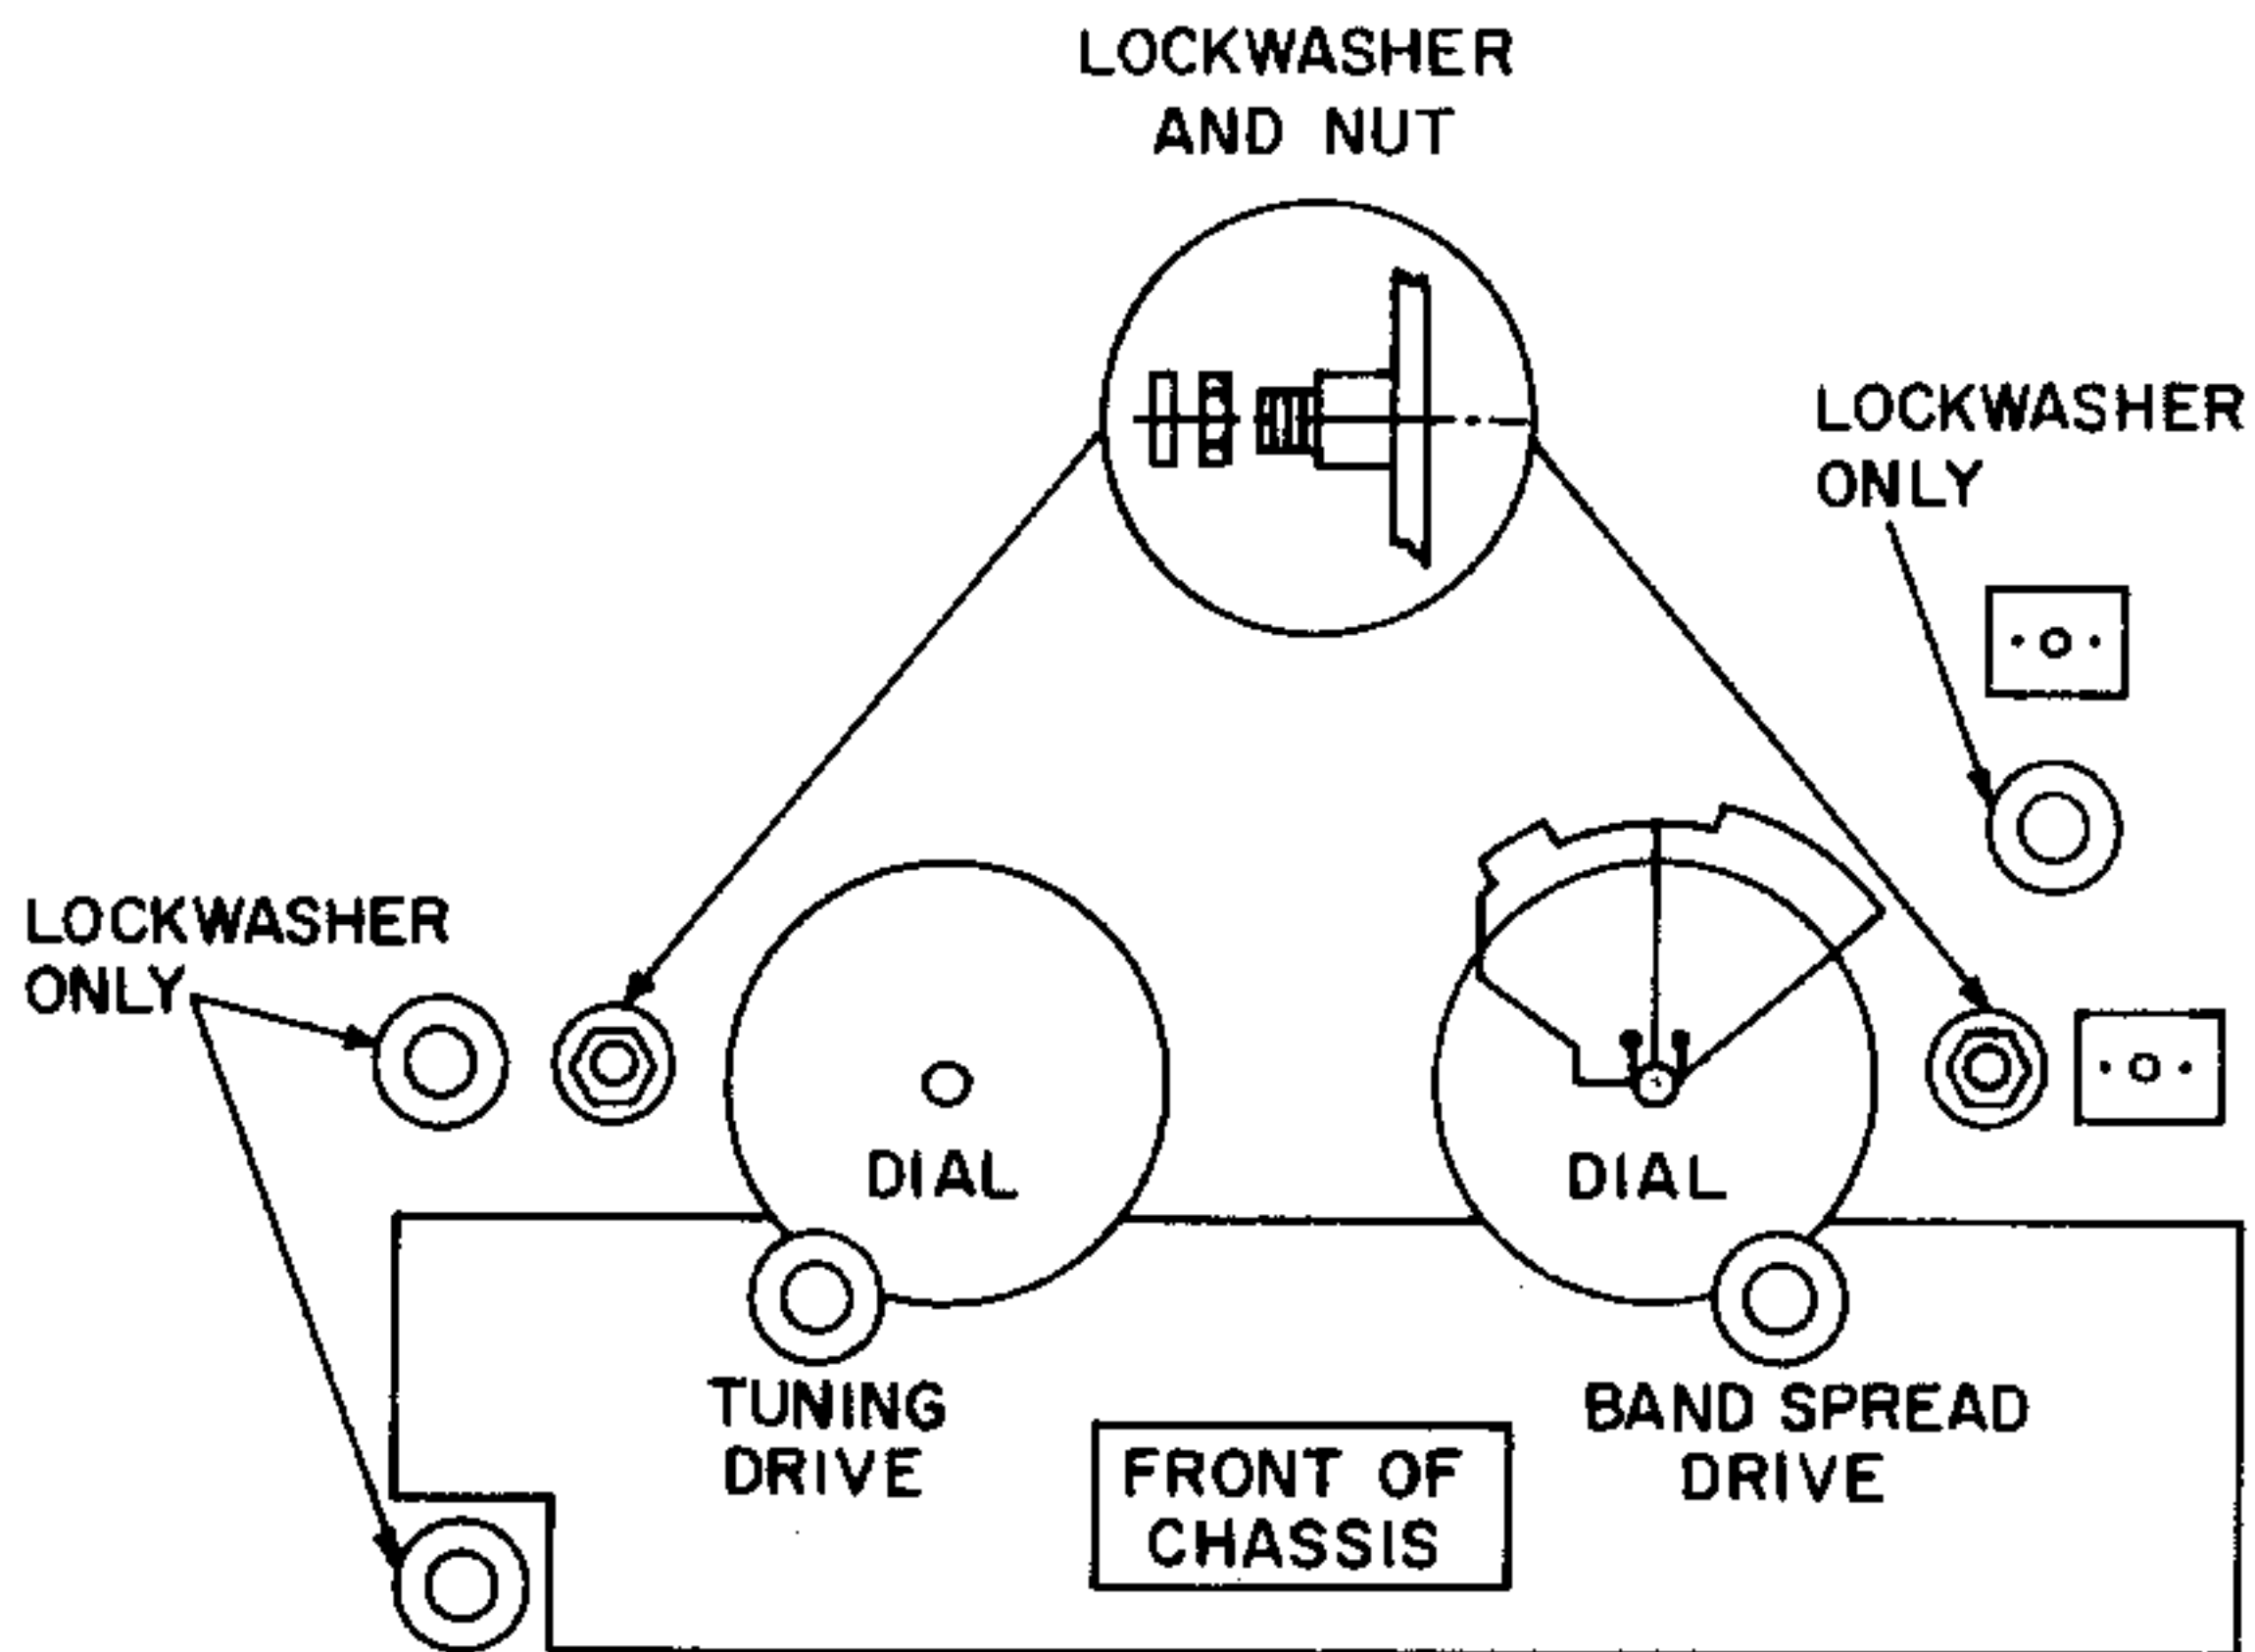 LOCKWASHER
AND NUT
LOCKWASHER
ONLY
LOCKWASHER
ONLY
DIAL
DIAL
TUNING
DRIVE
BAND SPREAD
DRIVE
FRONT OF
CHASSIS